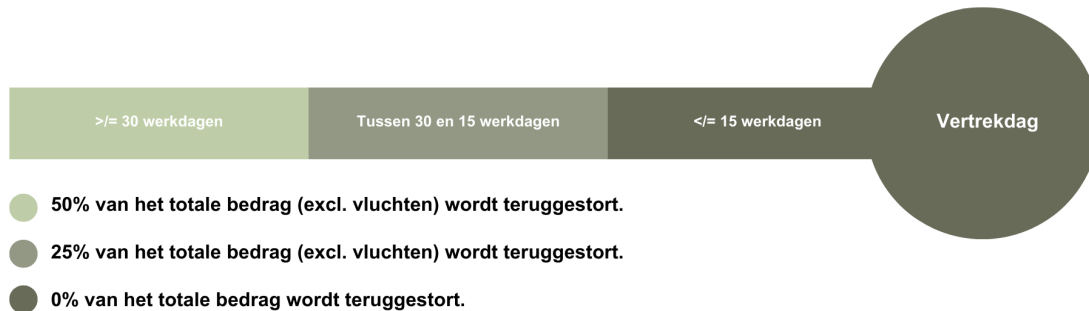 >/= 30 werkdagen
Tussen 30 en 15 werkdagen
</= 15 werkdagen
Vertrekdag
50% van het totale bedrag (excl. vluchten) wordt teruggestort.
25% van het totale bedrag (excl. vluchten) wordt teruggestort.
0% van het totale bedrag wordt teruggestort.